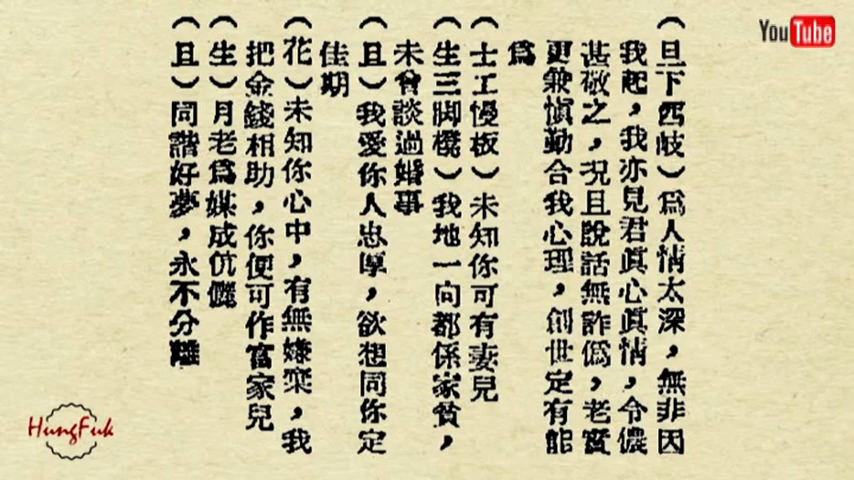 （旦下西岐）爲人情太深，無非因
我起，我亦見君眞心眞情，令儂
甚敬之，況且說話無詐僞，老實
更兼慎勤合我心理，創世定有能
爲
（士工慢板）未知你可有妻兒
（生三脚櫈）我地一向都係家貧，
未曾談過婚事
（旦）我愛你人忠厚，欲想同你定
佳期
（花）未知你心中，有無嫌棄，我
把金錢相助，你便可作富家兒
（生）月老爲媒成伉儷
（旦）同諧好夢，永不分離
YouTube
HungFuk